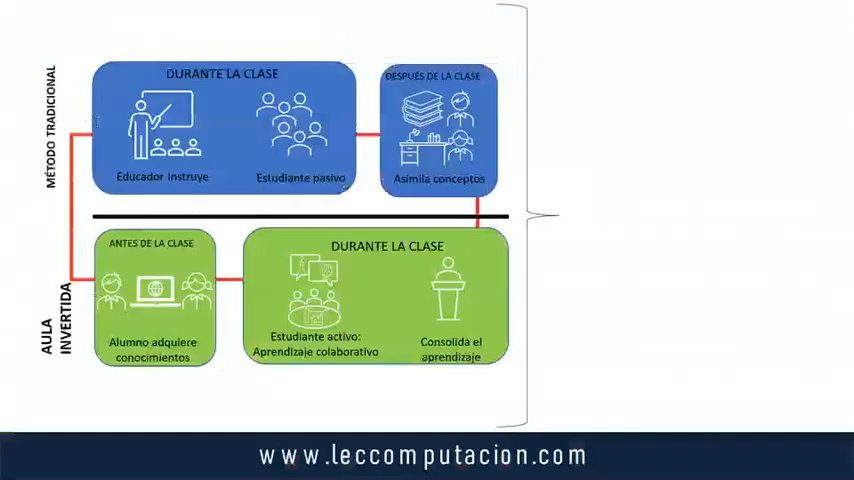 MÉTODO TRADICIONAL
DURANTE LA CLASE
Educador Instruye
Estudiante pasivo
DESPUÉS DE LA CLASE
Asimila conceptos
AULA
INVERTIDA
ANTES DE LA CLASE
Alumno adquiere
conocimientos
DURANTE LA CLASE
Estudiante activo:
Aprendizaje colaborativo
Consolida el
aprendizaje
www.leccomputacion.com